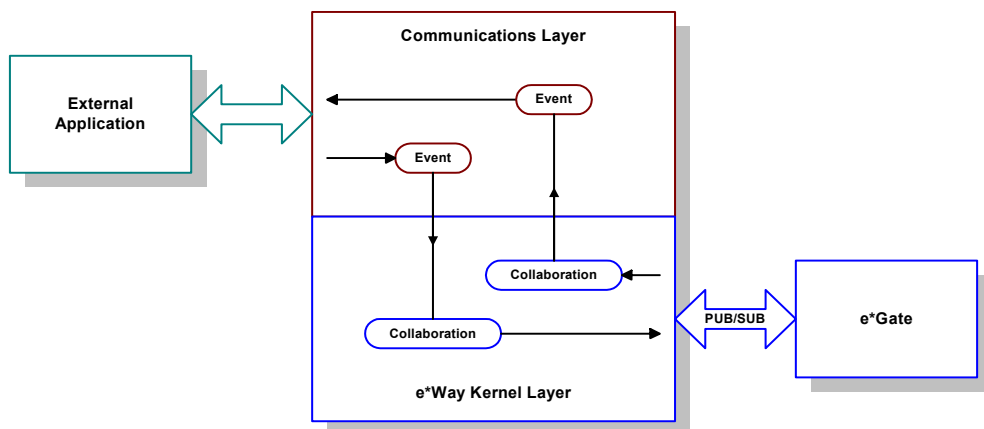 Communications Layer
External
Application
Event
Event
Collaboration
Collaboration
PUB/SUB
e*Gate
e*Way Kernel Layer